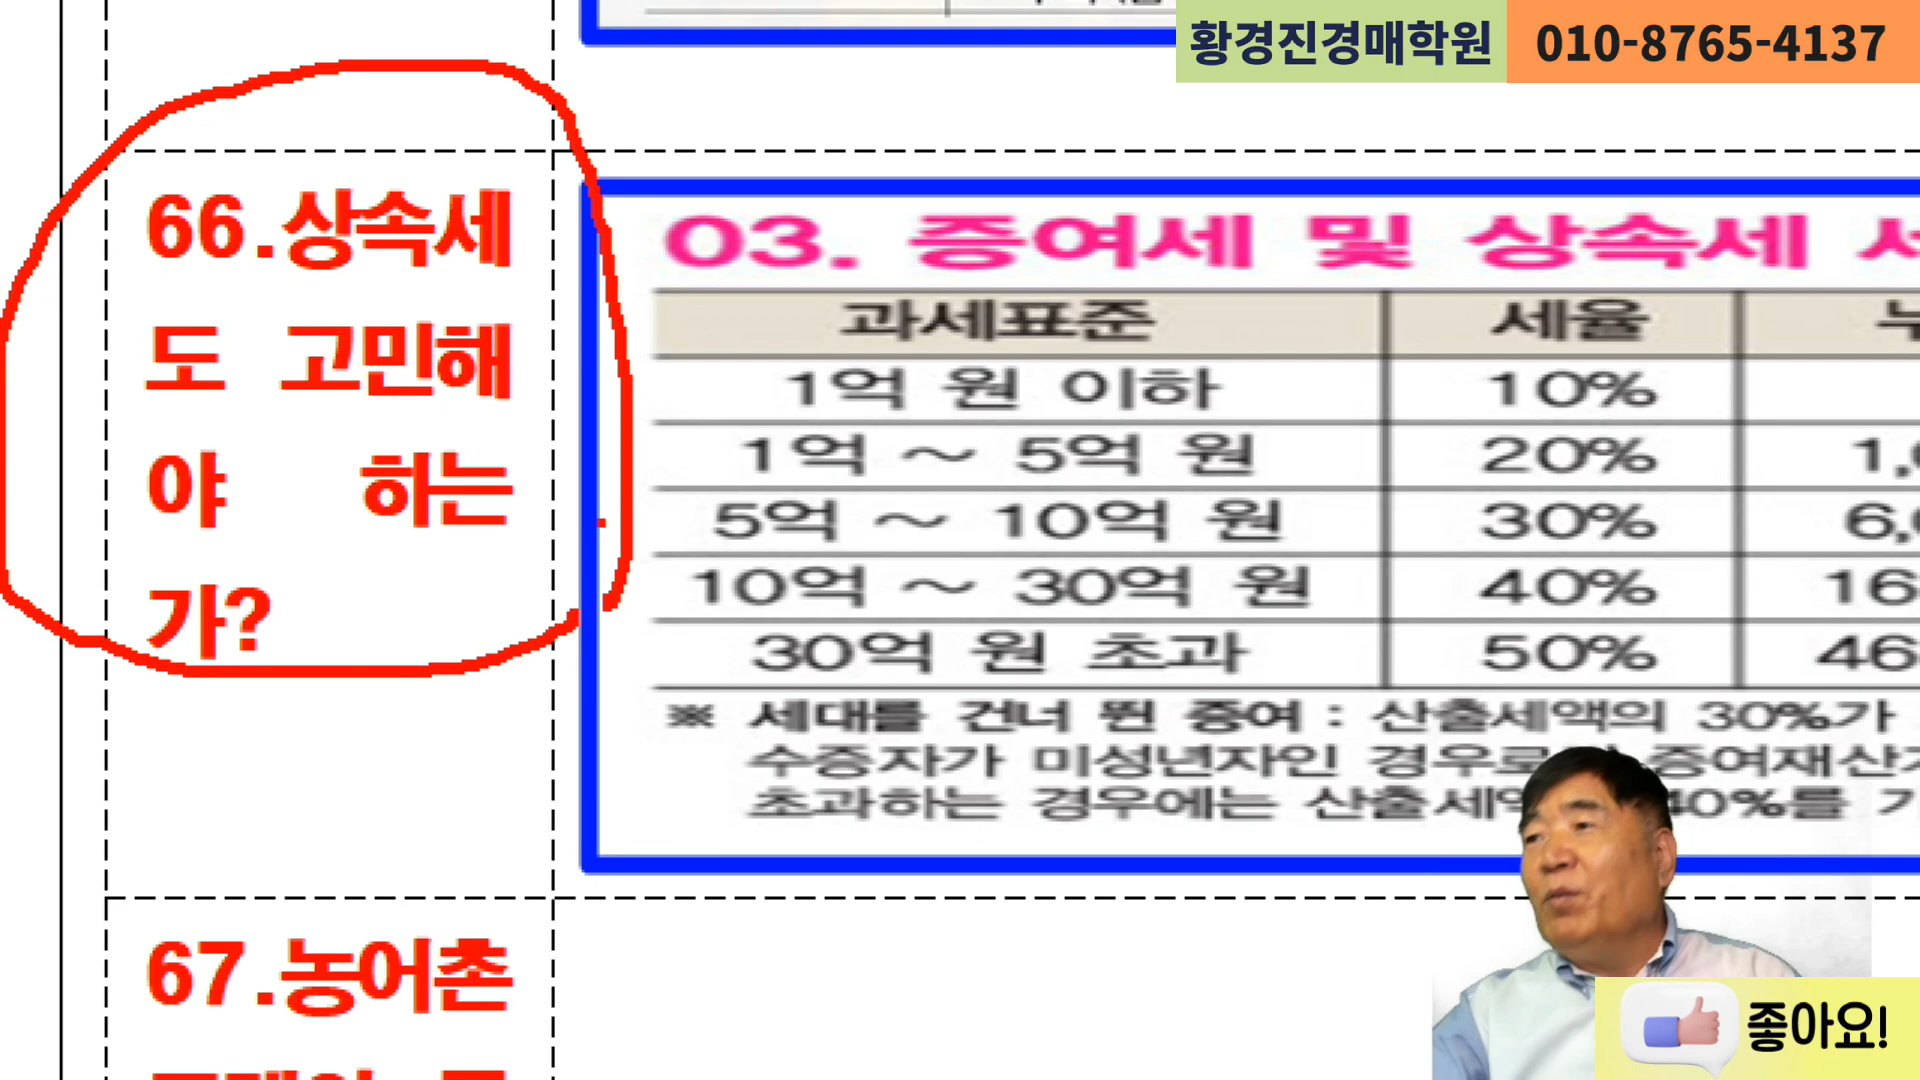 황경진경매학원 010-8765-4137
66.상속세
도 고민해
야 하는
가?
03. 증여세 및 상속세
과세표준 세율
1억 원 이하 10%
1억 ~ 5억 원 20%
5억 ~ 10억 원 30%
10억 ~ 30억 원 40%
30억 원 초과 50%
※ 세대를 건너 뛴 증여 : 산출세액의 30%가
수증자가 미성년자인 경우로 증여재산
초과하는 경우에는 산출세 40%를
67.농어촌
좋아요!